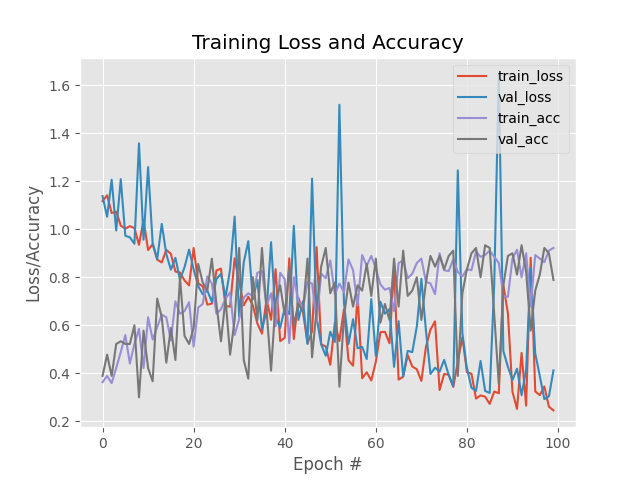 Training Loss and Accuracy
train_loss
val_loss
train_acc
val_acc
Loss/Accuracy
1.6
1.4
1.2
1.0
0.8
0.6
0.4
0.2
0 20 40 60 80 100
Epoch #